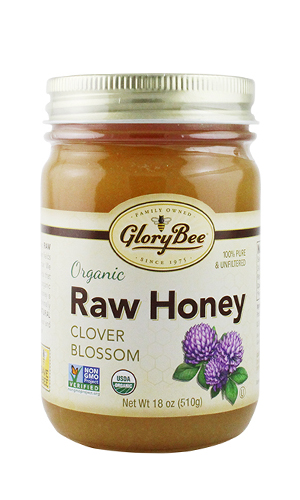 FAMILY OWNED
GloryBee
SINCE 1975
100% PURE
& UNFILTERED
Organic
Raw Honey
CLOVER
BLOSSOM
NON
GMO
Project
VERIFIED
USDA
ORGANIC
Net Wt 18 oz (510g)